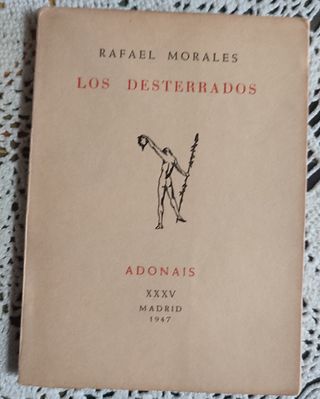 RAFAEL MORALES
LOS DESTERRADOS
ADONAIS
XXXV
MADRID
1947